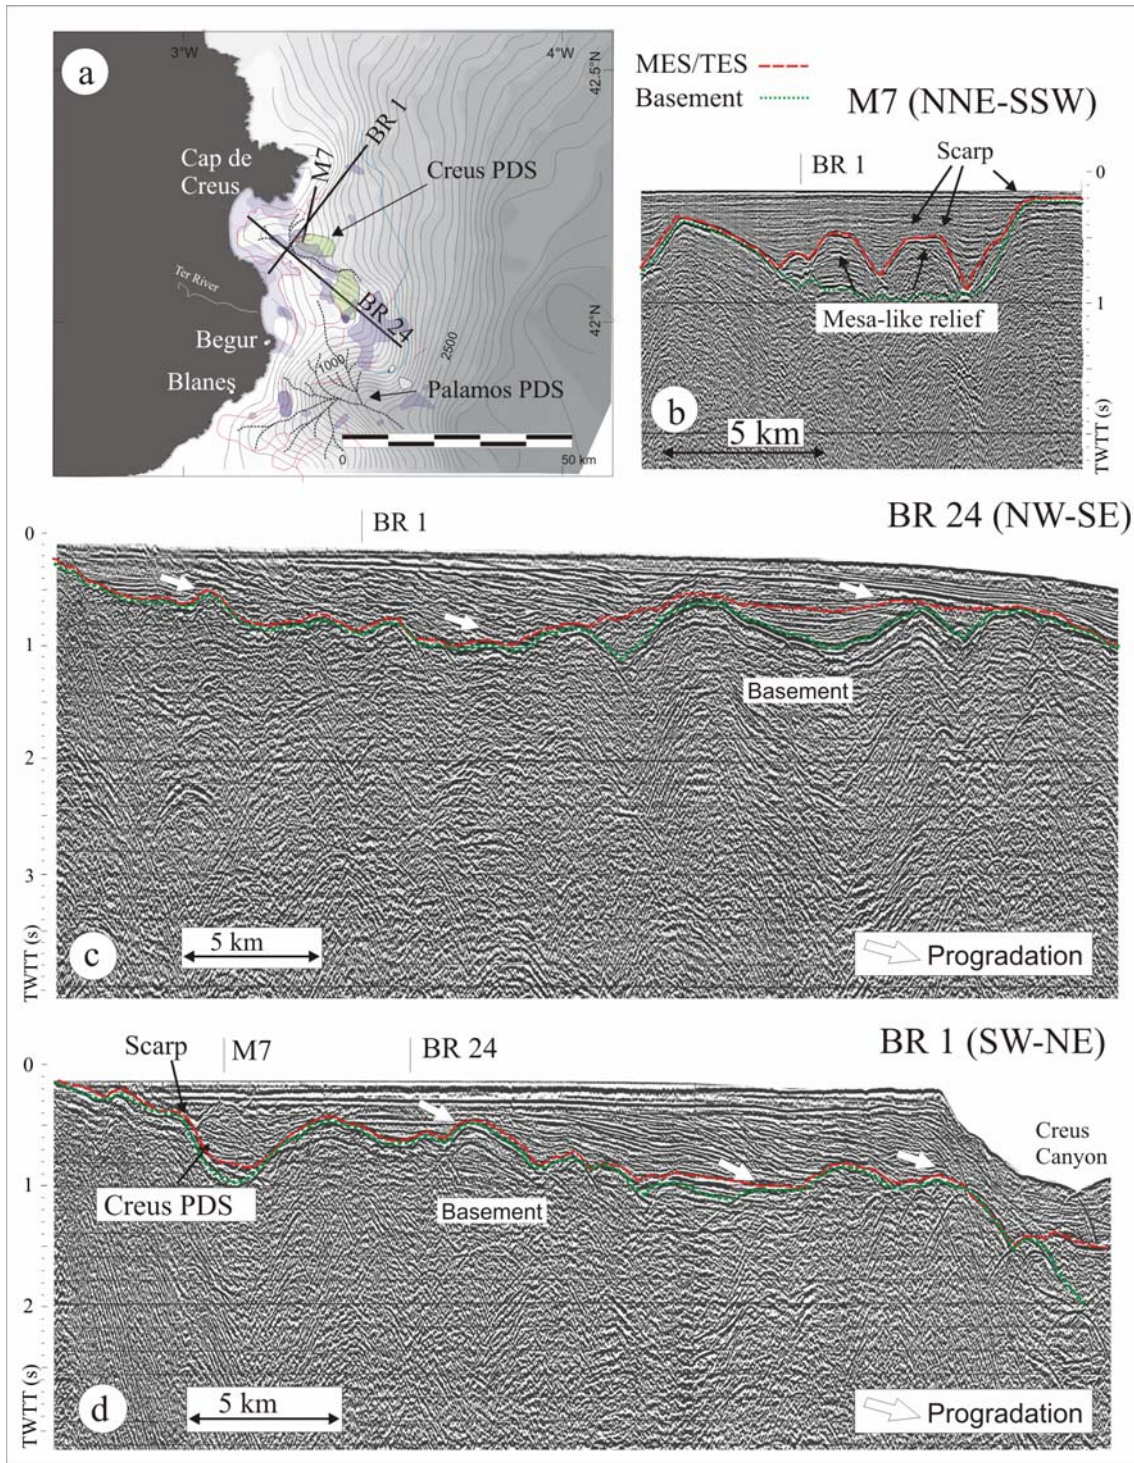 a
3°W
4°W
42.5°N
BR 1
M7
Cap de
Creus
Creus PDS
Ter River
BR 24
42°N
Begur
2500
1000
Blanes
Palamos PDS
0
50 km
MES/TES
Basement
M7 (NNE-SSW)
BR 1
Scarp
0
1
Mesa-like relief
b
5 km
TWTT (s)
BR 24 (NW-SE)
BR 1
0
1
Basement
2
3
5 km
c
TWTT (s)
Progradation
BR 1 (SW-NE)
Scarp
M7
BR 24
0
Creus
Canyon
1
Creus PDS
Basement
2
5 km
d
TWTT (s)
Progradation